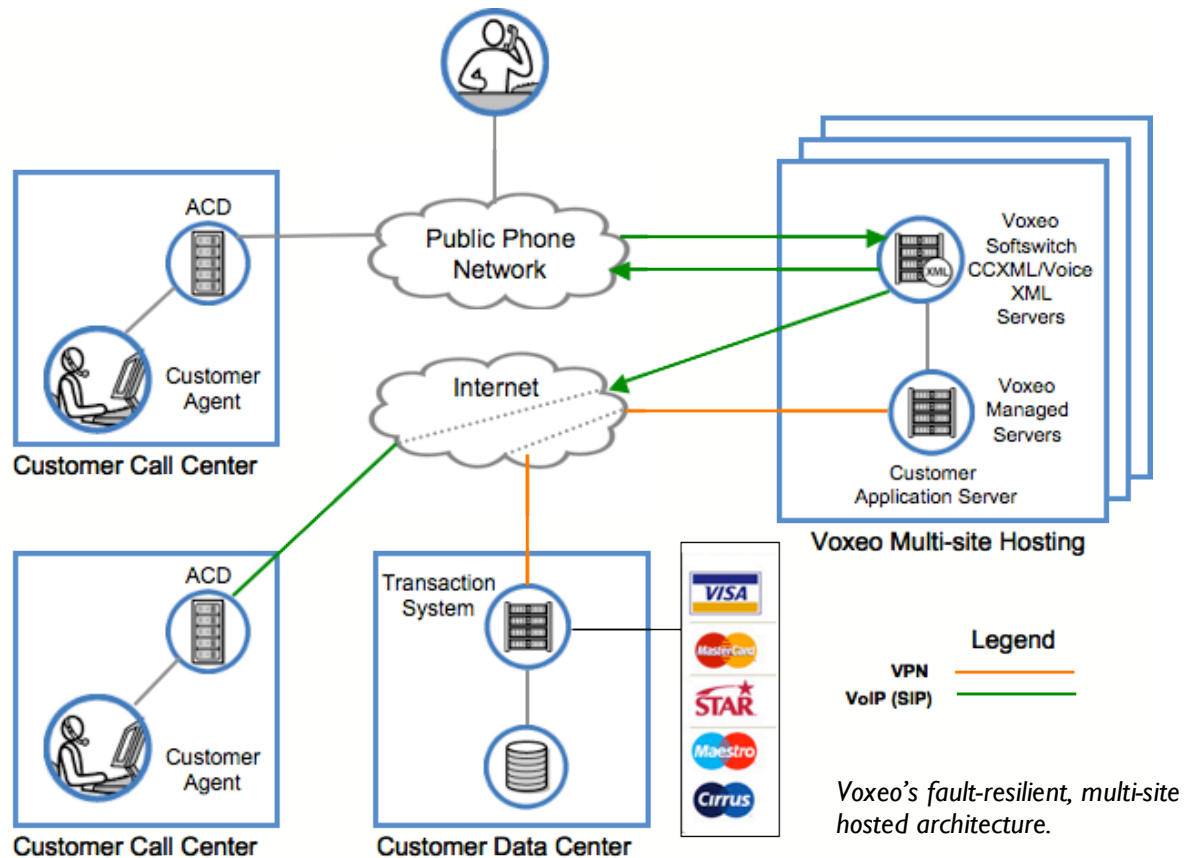 ACD
Customer
Agent
Customer Call Center
Public Phone
Network
Voxeo
Softswitch
CCXML/Voice
XML
Servers
XML
Internet
Voxeo
Managed
Servers
Customer
Application Server
Voxeo Multi-site Hosting
ACD
Customer
Agent
Customer Call Center
Transaction
System
Customer Data Center
VISA
MasterCard
STAR
Maestro
Cirrus
Legend
VPN
VoIP (SIP)
Voxeo's fault-resilient, multi-site
hosted architecture.